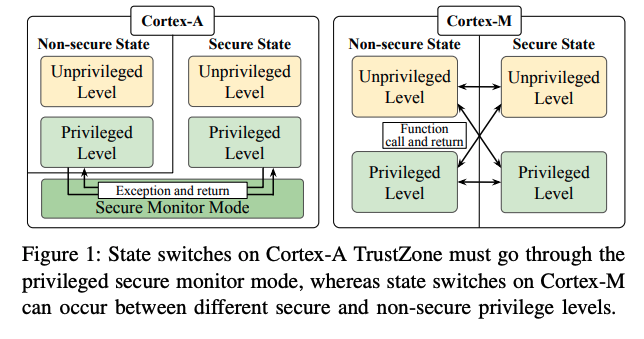 Cortex-A
Non-secure State
Secure State
Unprivileged
Level
Unprivileged
Level
Privileged
Level
Privileged
Level
Exception and return
Secure Monitor Mode
Cortex-M
Non-secure State
Secure State
Unprivileged
Level
Unprivileged
Level
Function
call and return
Privileged
Level
Privileged
Level
Figure 1: State switches on Cortex-A TrustZone must go through the
privileged secure monitor mode, whereas state switches on Cortex-M
can occur between different secure and non-secure privilege levels.